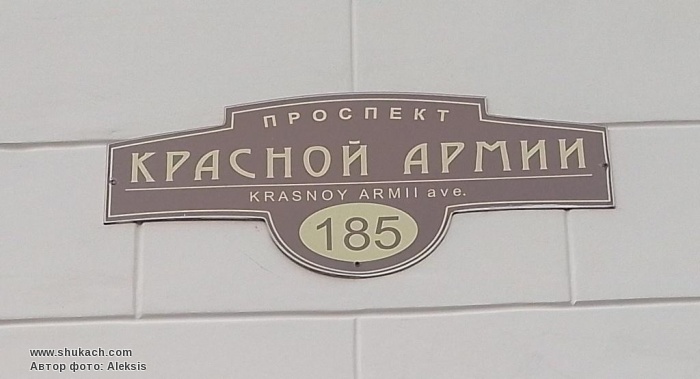 ПРОСПЕКТ
КРАСНОЙ АРМИИ
KRASNOY ARMII ave.
185
www.shukach.com
Автор фото: Aleksis